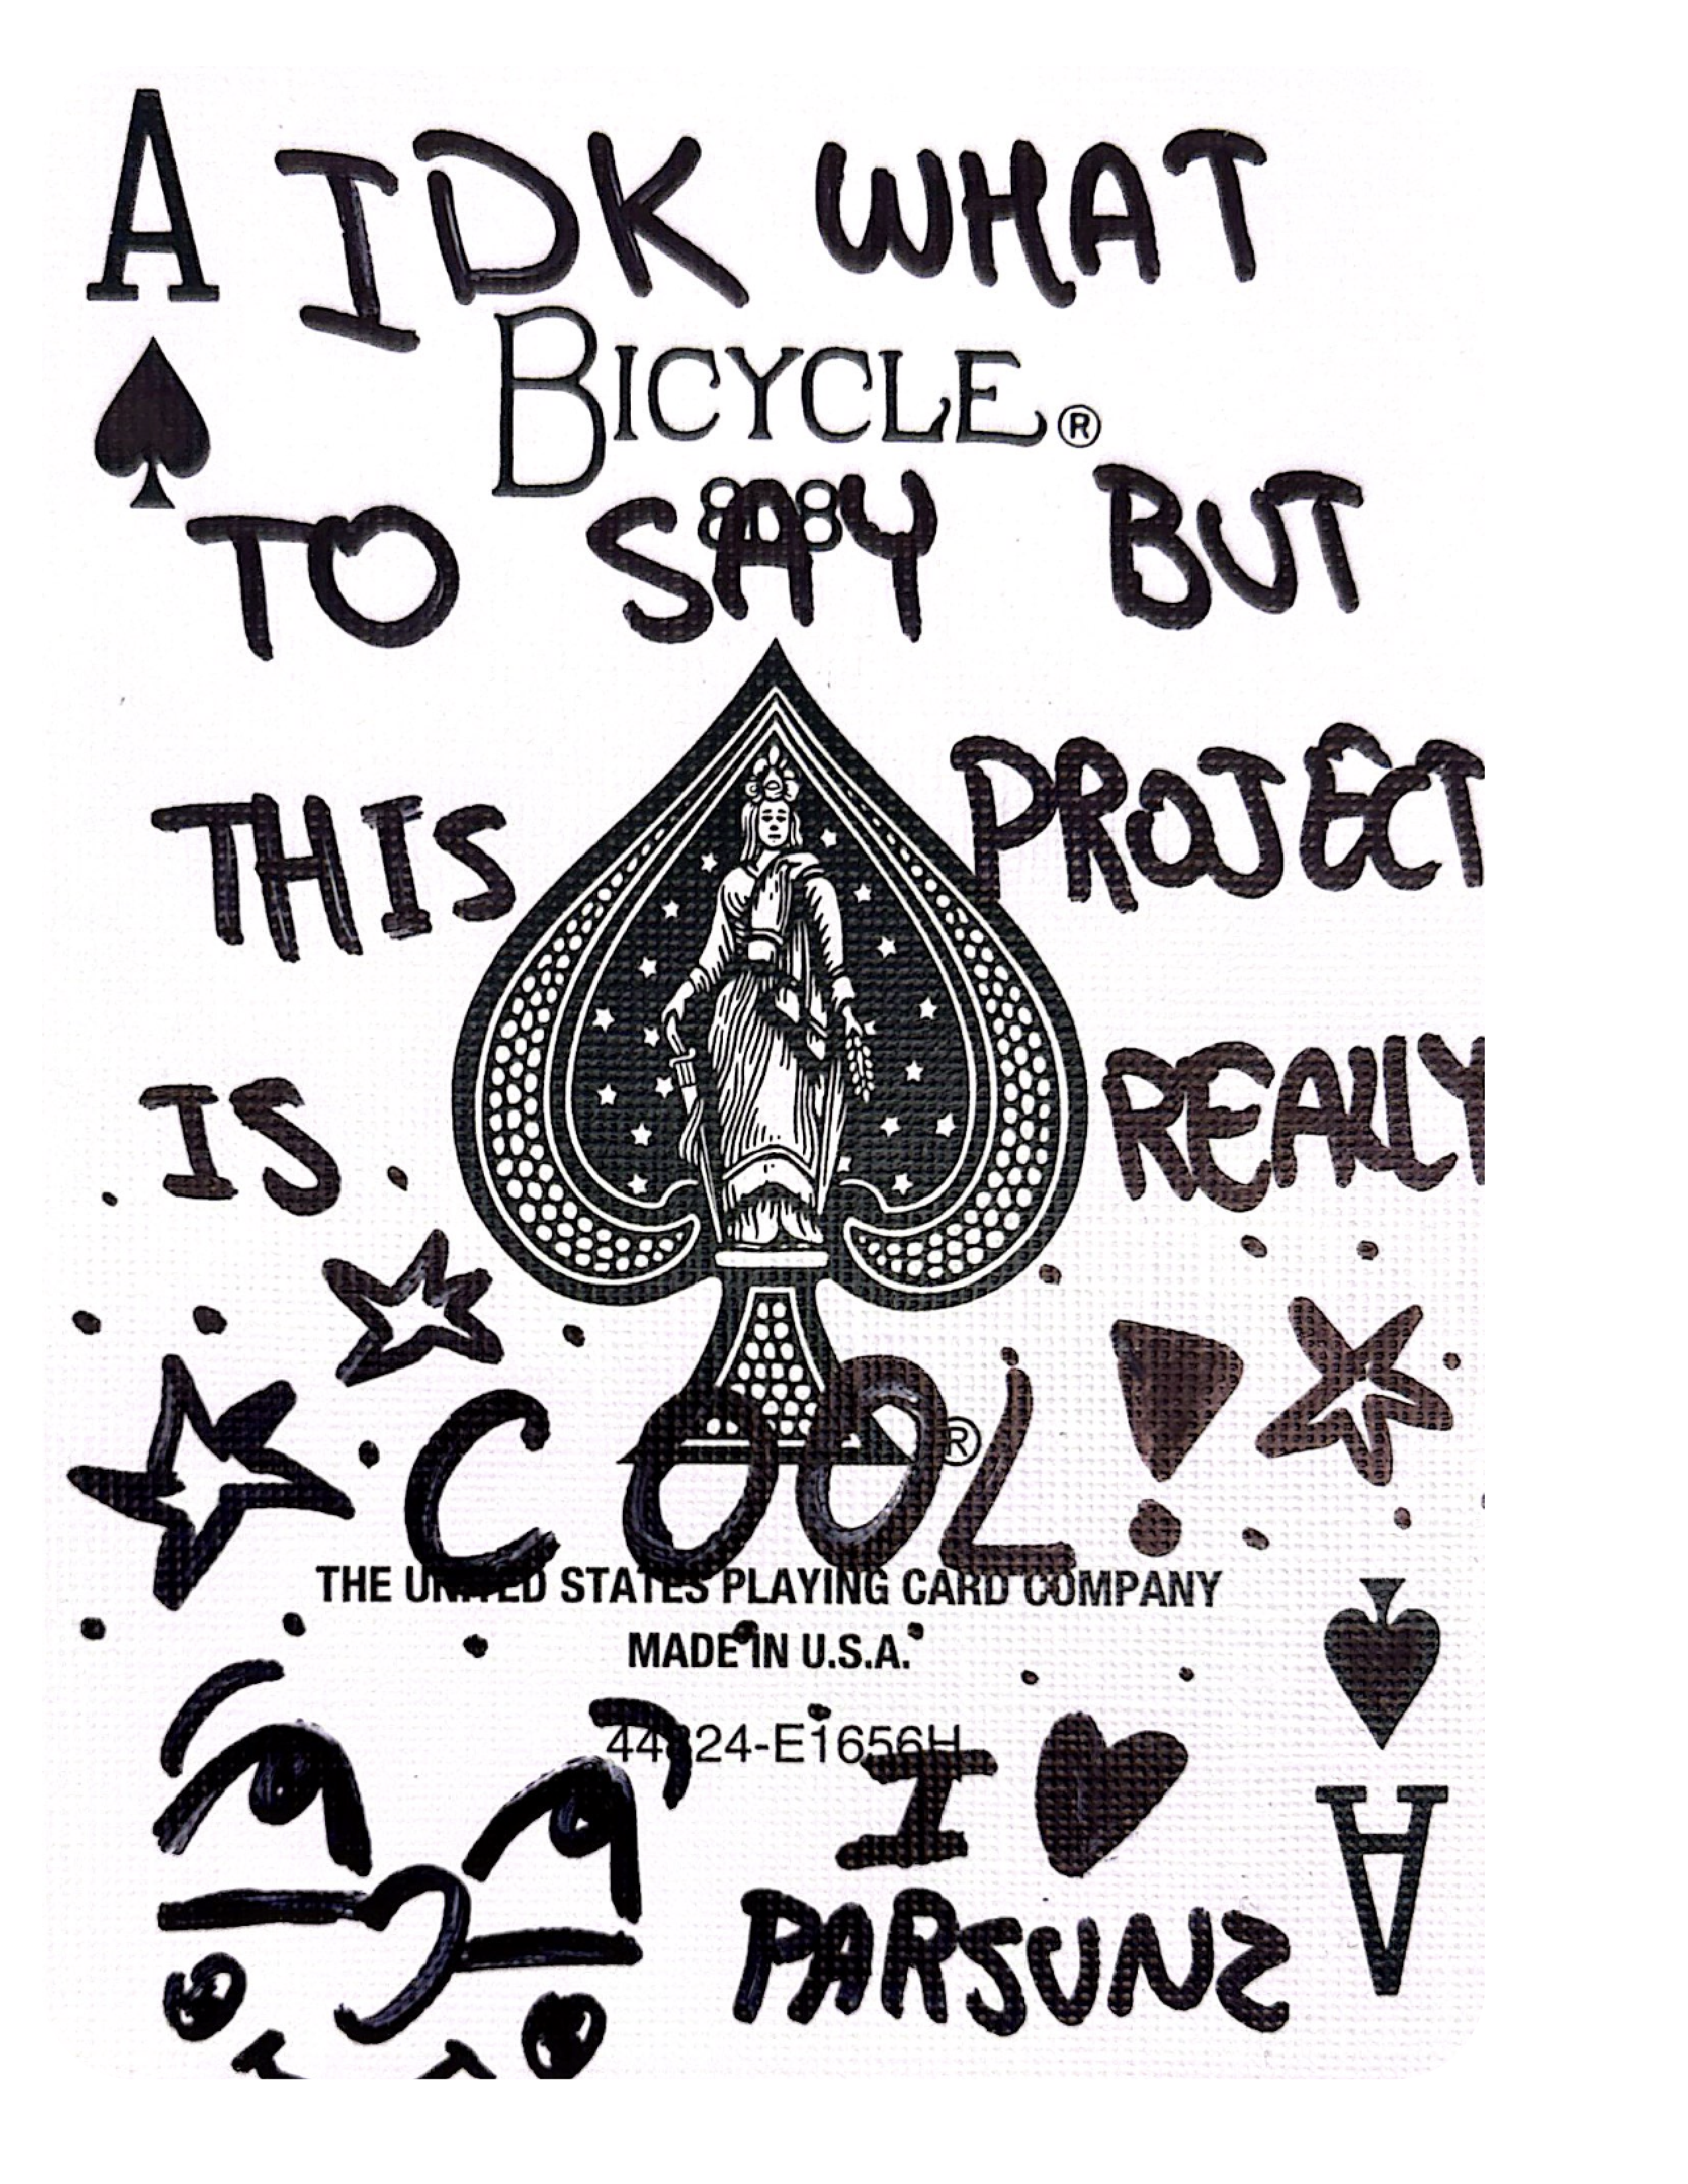 A IDK WHAT
BICYCLE®
808
TO SAY BUT
THIS PROJECT
IS REALLY
COOL!
®
THE UNITED STATES PLAYING CARD COMPANY
MADE IN U.S.A.
I ♥
PARSUNZ
A